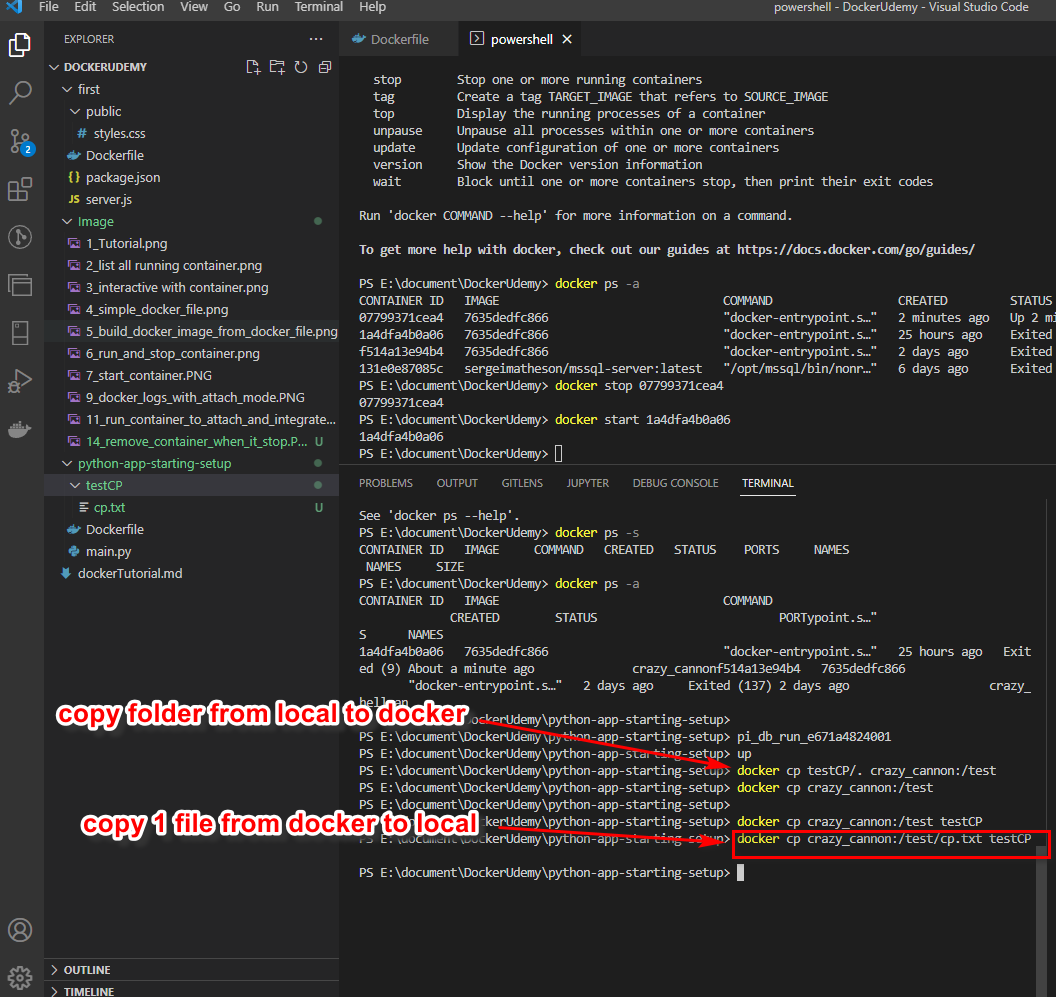 File Edit Selection View Go Run Terminal Help powershell - DockerUdemy - Visual Studio Code
EXPLORER ···
Dockerfile
powershell ×
DOCKERUDEMY
first
public
# styles.css
Dockerfile
{} package.json
JS server.js
Image
1_Tutorial.png
2_list all running container.png
3_interactive with container.png
4_simple_docker_file.png
5_build_docker_image_from_docker_file.png
6_run_and_stop_container.png
7_start_container.PNG
9_docker_logs_with_attach_mode.PNG
11_run_container_to_attach_and_integrate...
14_remove_container_when_it_stop.P... U
python-app-starting-setup
testCP
cp.txt U
Dockerfile
main.py
dockerTutorial.md
OUTLINE
TIMELINE
2
stop Stop one or more running containers
tag Create a tag TARGET_IMAGE that refers to SOURCE_IMAGE
top Display the running processes of a container
unpause Unpause all processes within one or more containers
update Update configuration of one or more containers
version Show the Docker version information
wait Block until one or more containers stop, then print their exit codes
Run 'docker COMMAND --help' for more information on a command.
To get more help with docker, check out our guides at https://docs.docker.com/go/guides/
PS E:\document\DockerUdemy> docker ps -a
CONTAINER ID IMAGE COMMAND CREATED STATUS
07799371cea4 7635dedfc866 "docker-entrypoint.s…" 2 minutes ago Up 2 mi
1a4dfa4b0a06 7635dedfc866 "docker-entrypoint.s…" 25 hours ago Exited
f514a13e94b4 7635dedfc866 "docker-entrypoint.s…" 2 days ago Exited
131e0e87085c sergeimatheson/mssql-server:latest "/opt/mssql/bin/nonr…" 6 days ago Exited
PS E:\document\DockerUdemy> docker stop 07799371cea4
07799371cea4
PS E:\document\DockerUdemy> docker start 1a4dfa4b0a06
1a4dfa4b0a06
PS E:\document\DockerUdemy>
PROBLEMS OUTPUT GITLENS JUPYTER DEBUG CONSOLE TERMINAL
See 'docker ps --help'.
PS E:\document\DockerUdemy> docker ps -s
CONTAINER ID IMAGE COMMAND CREATED STATUS PORTS NAMES
NAMES SIZE
PS E:\document\DockerUdemy> docker ps -a
CONTAINER ID IMAGE COMMAND
CREATED STATUS PORTypoint.s…"
S NAMES
1a4dfa4b0a06 7635dedfc866 "docker-entrypoint.s…" 25 hours ago Exit
ed (9) About a minute ago crazy_cannonf514a13e94b4 7635dedfc866
"docker-entrypoint.s…" 2 days ago Exited (137) 2 days ago crazy_
copy folder from local to docker
ockerUdemy\python-app-starting-setup>
PS E:\document\DockerUdemy\python-app-starting-setup> pi_db_run_e671a4824001
PS E:\document\DockerUdemy\python-app-starting-setup> up
PS E:\document\DockerUdemy\python-app-starting-setup> docker cp testCP/. crazy_cannon:/test
PS E:\document\DockerUdemy\python-app-starting-setup> docker cp crazy_cannon:/test
PS E:\document\DockerUdemy\python-app-starting-setup>
copy 1 file from docker to local
ockerUdemy\python-app-starting-setup> docker cp crazy_cannon:/test testCP
PS E:\document\DockerUdemy\python-app-starting-setup> docker cp crazy_cannon:/test/cp.txt testCP
PS E:\document\DockerUdemy\python-app-starting-setup>